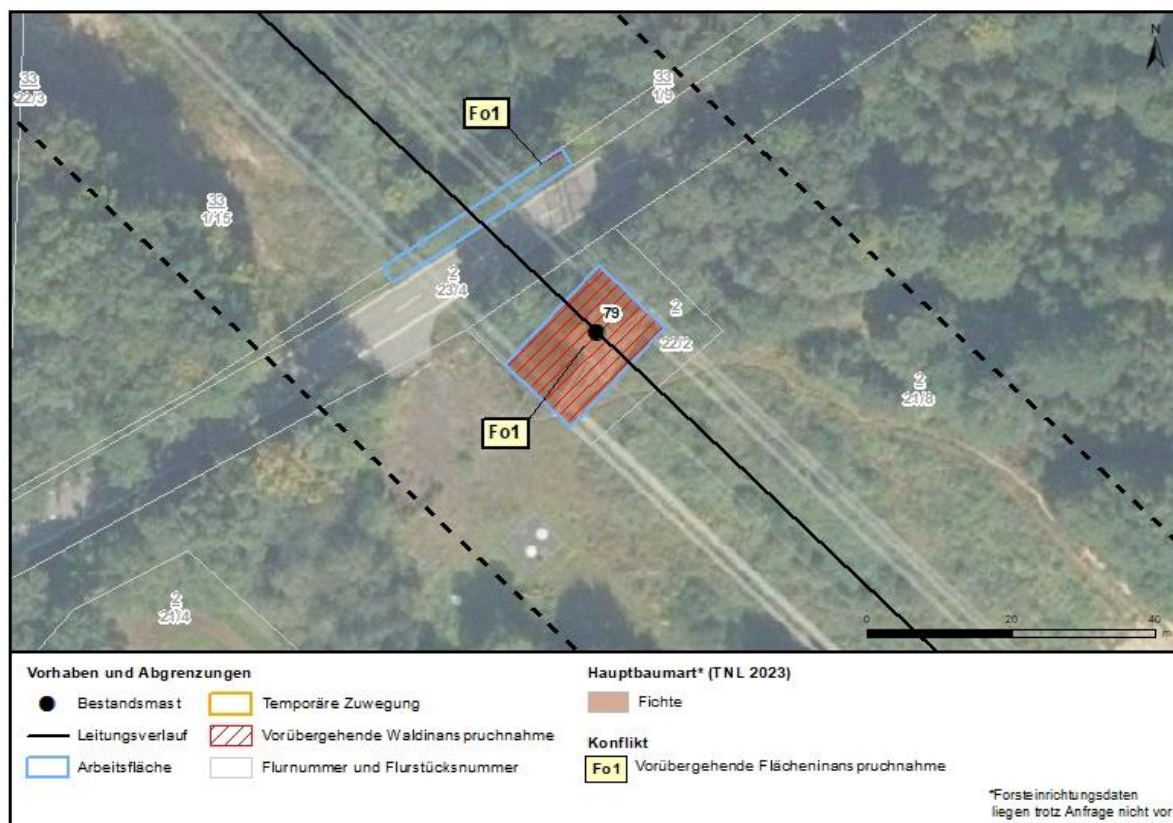 N
33
22/3
Fo1
33
1/9
33
1/15
2
23/4
79
2
22/2
2
21/8
Fo1
2
21/4
0 20 40
m
Vorhaben und Abgrenzungen
Bestandsmast
Leitungsverlauf
Arbeitsfläche
Temporäre Zuwegung
Vorübergehende Waldinanspruchnahme
Flurnummer und Flurstücksnummer
Hauptbaumart* (TNL 2023)
Fichte
Konflikt
Fo1 Vorübergehende Flächeninanspruchnahme
*Forsteinrichtungsdaten
liegen trotz Anfrage nicht vor